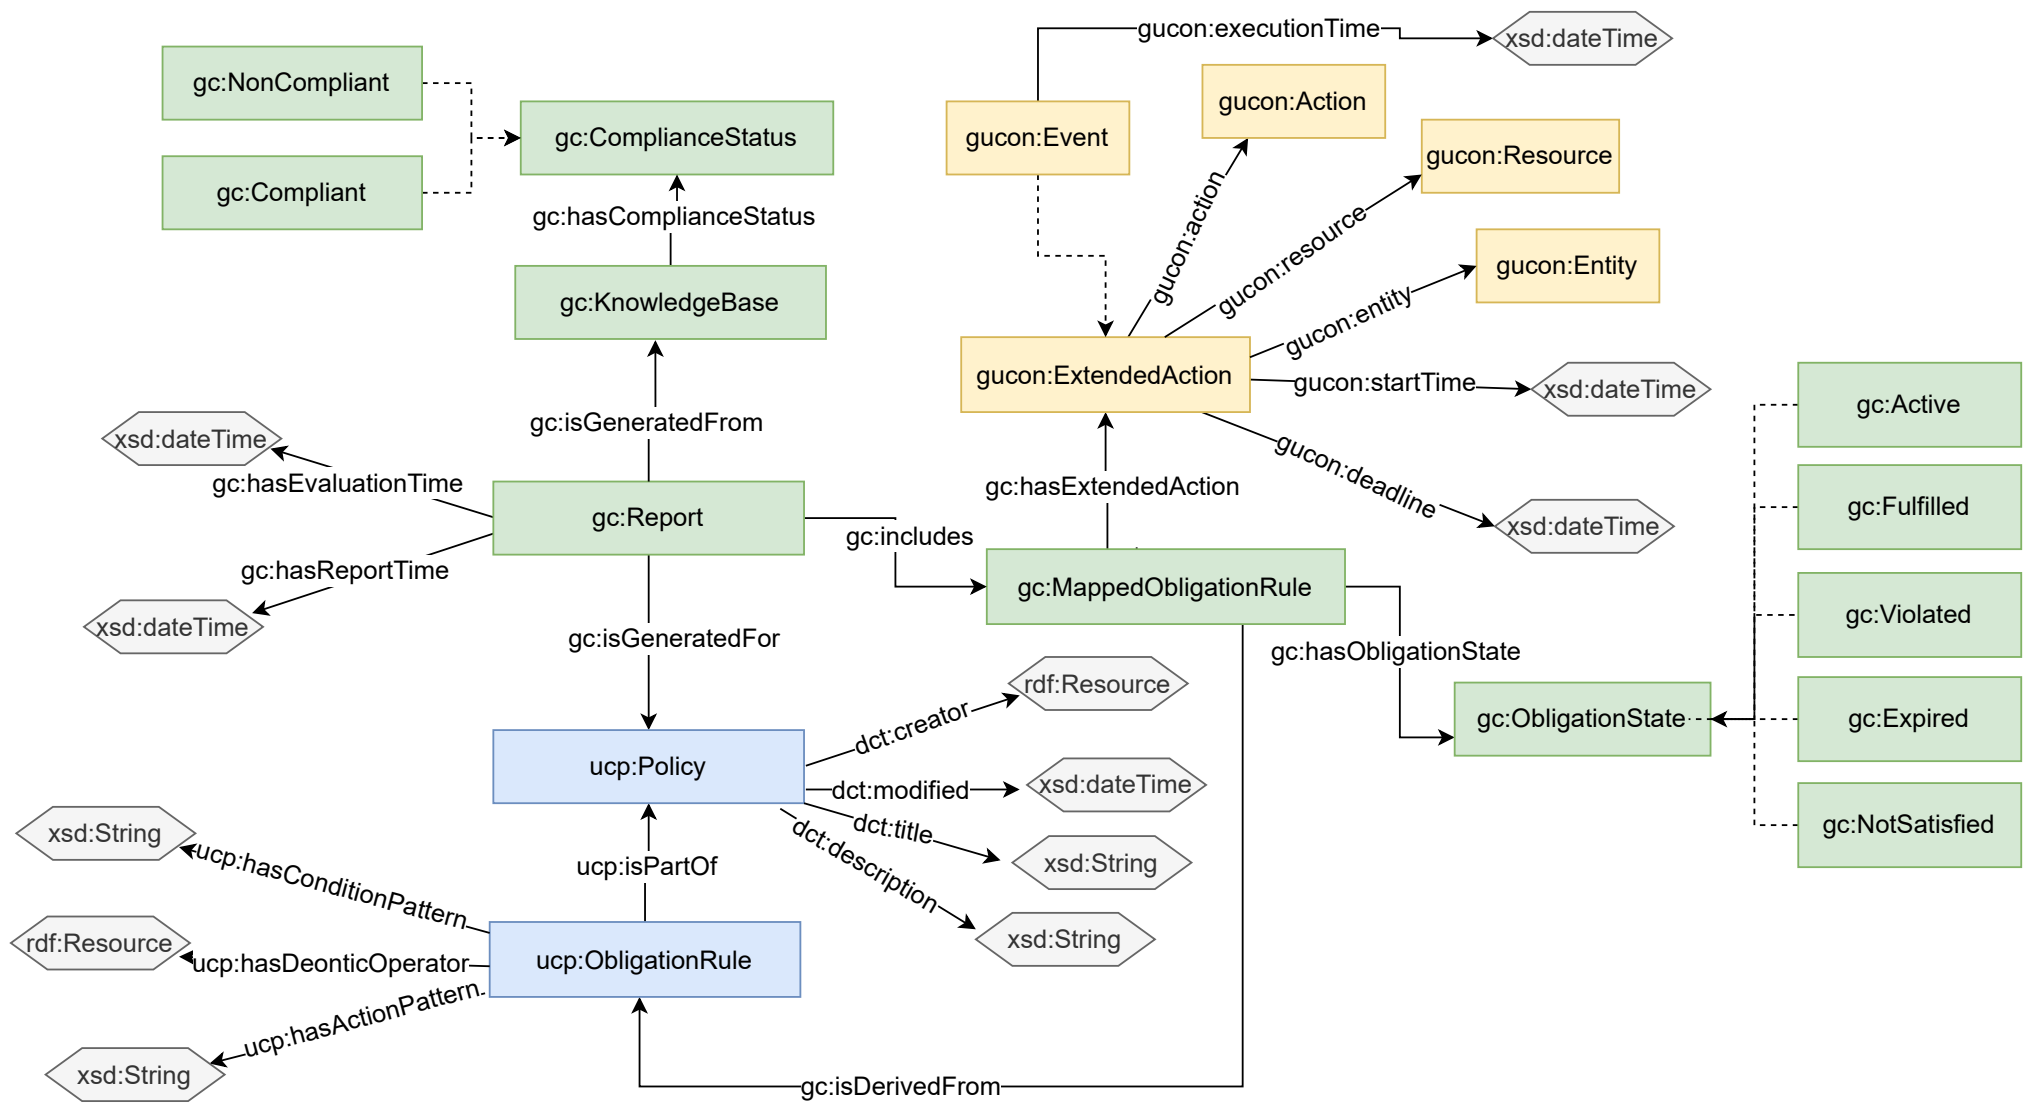 gucon:executionTime
xsd:dateTime
gc:NonCompliant
gucon:Action
gc:ComplianceStatus
gucon:Event
gucon:Resource
gc:Compliant
gc:hasComplianceStatus
gucon:action
gucon:resource
gucon:Entity
gc:KnowledgeBase
gucon:entity
gucon:ExtendedAction
gucon:startTime
xsd:dateTime
gc:Active
gc:isGeneratedFrom
xsd:dateTime
gc:hasEvaluationTime
gc:hasExtendedAction
gucon:deadline
gc:Fulfilled
gc:Report
xsd:dateTime
gc:includes
gc:hasReportTime
gc:MappedObligationRule
gc:Violated
xsd:dateTime
gc:isGeneratedFor
gc:hasObligationState
rdf:Resource
gc:ObligationState
gc:Expired
dct:creator
ucp:Policy
dct:modified
xsd:dateTime
dct:title
gc:NotSatisfied
xsd:String
dct:description
xsd:String
ucp:isPartOf
ucp:hasConditionPattern
rdf:Resource
xsd:String
ucp:hasDeonticOperator
ucp:ObligationRule
ucp:hasActionPattern
xsd:String
gc:isDerivedFrom